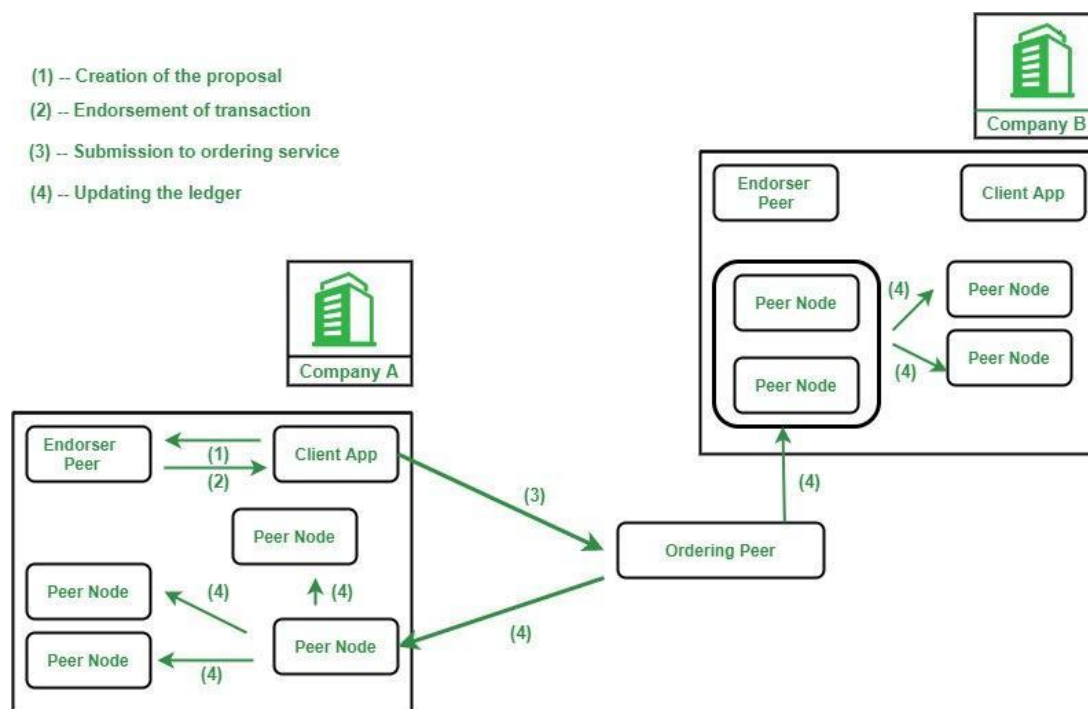 (1) -- Creation of the proposal
(2) -- Endorsement of transaction
(3) -- Submission to ordering service
(4) -- Updating the ledger
Company B
Endorser
Peer
Client App
Peer Node
(4)
Peer Node
Peer Node
(4)
Peer Node
(4)
Company A
Endorser
Peer
(1)
(2)
Client App
(3)
Ordering Peer
Peer Node
Peer Node
(4)
(4)
Peer Node
(4)
Peer Node
(4)